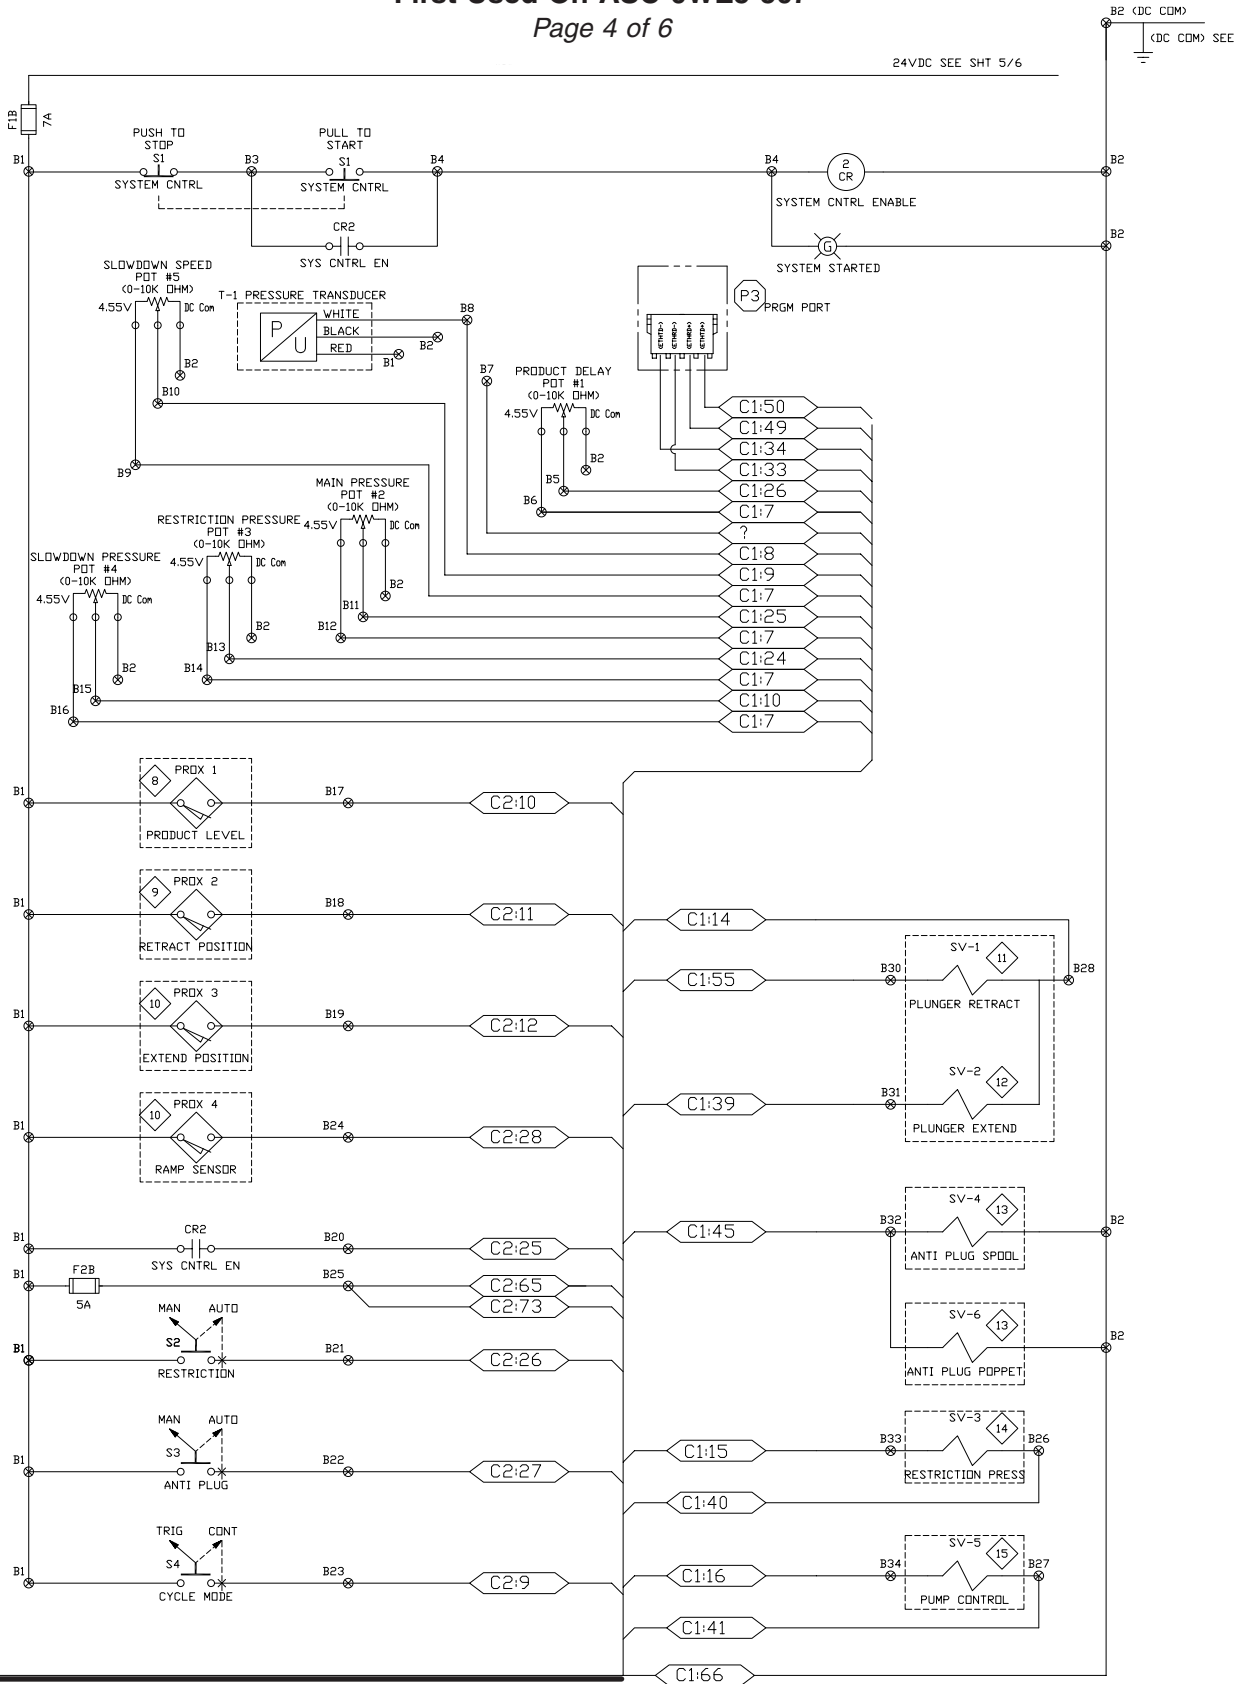 Page 4 of 6
B2 (DC COM)
(DC COM) SEE
24VDC SEE SHT 5/6
F1B
7A
PUSH TO
STOP
S1
SYSTEM CNTRL
PULL TO
START
S1
SYSTEM CNTRL
B1
B3
B4
B4
2
CR
SYSTEM CNTRL ENABLE
B2
CR2
SYS CNTRL EN
G
SYSTEM STARTED
B2
SLOWDOWN SPEED
POT #5
(0-10K OHM)
4.55V
DC Com
B2
B10
B9
T-1 PRESSURE TRANSDUCER
P
U
WHITE
BLACK
RED
B8
B2
B1
P3
PRGM PORT
(ETHTD-)
(ETHRD-)
(ETHRD+)
(ETHTD+)
B7
PRODUCT DELAY
POT #1
(0-10K OHM)
4.55V
DC Com
B2
B5
B6
C1:50
C1:49
C1:34
C1:33
C1:26
C1:7
?
C1:8
C1:9
C1:7
C1:25
C1:7
C1:24
C1:7
C1:10
C1:7
MAIN PRESSURE
POT #2
(0-10K OHM)
4.55V
DC Com
B2
B11
B12
RESTRICTION PRESSURE
POT #3
(0-10K OHM)
4.55V
DC Com
B2
B13
B14
SLOWDOWN PRESSURE
POT #4
(0-10K OHM)
4.55V
DC Com
B2
B15
B16
B1
8
PROX 1
PRODUCT LEVEL
B17
C2:10
B1
9
PROX 2
RETRACT POSITION
B18
C2:11
B1
10
PROX 3
EXTEND POSITION
B19
C2:12
B1
10
PROX 4
RAMP SENSOR
B24
C2:28
B1
CR2
SYS CNTRL EN
B20
C2:25
B1
F2B
5A
B25
C2:65
C2:73
MAN AUTO
B1
S2
RESTRICTION
B21
C2:26
MAN AUTO
B1
S3
ANTI PLUG
B22
C2:27
TRIG CONT
B1
S4
CYCLE MODE
B23
C2:9
C1:14
C1:55
B30
SV-1
11
PLUNGER RETRACT
B28
C1:39
B31
SV-2
12
PLUNGER EXTEND
C1:45
B32
SV-4
13
ANTI PLUG SPOOL
B2
SV-6
13
ANTI PLUG POPPET
B2
C1:15
B33
SV-3
14
RESTRICTION PRESS
B26
C1:40
C1:16
B34
SV-5
15
PUMP CONTROL
B27
C1:41
C1:66